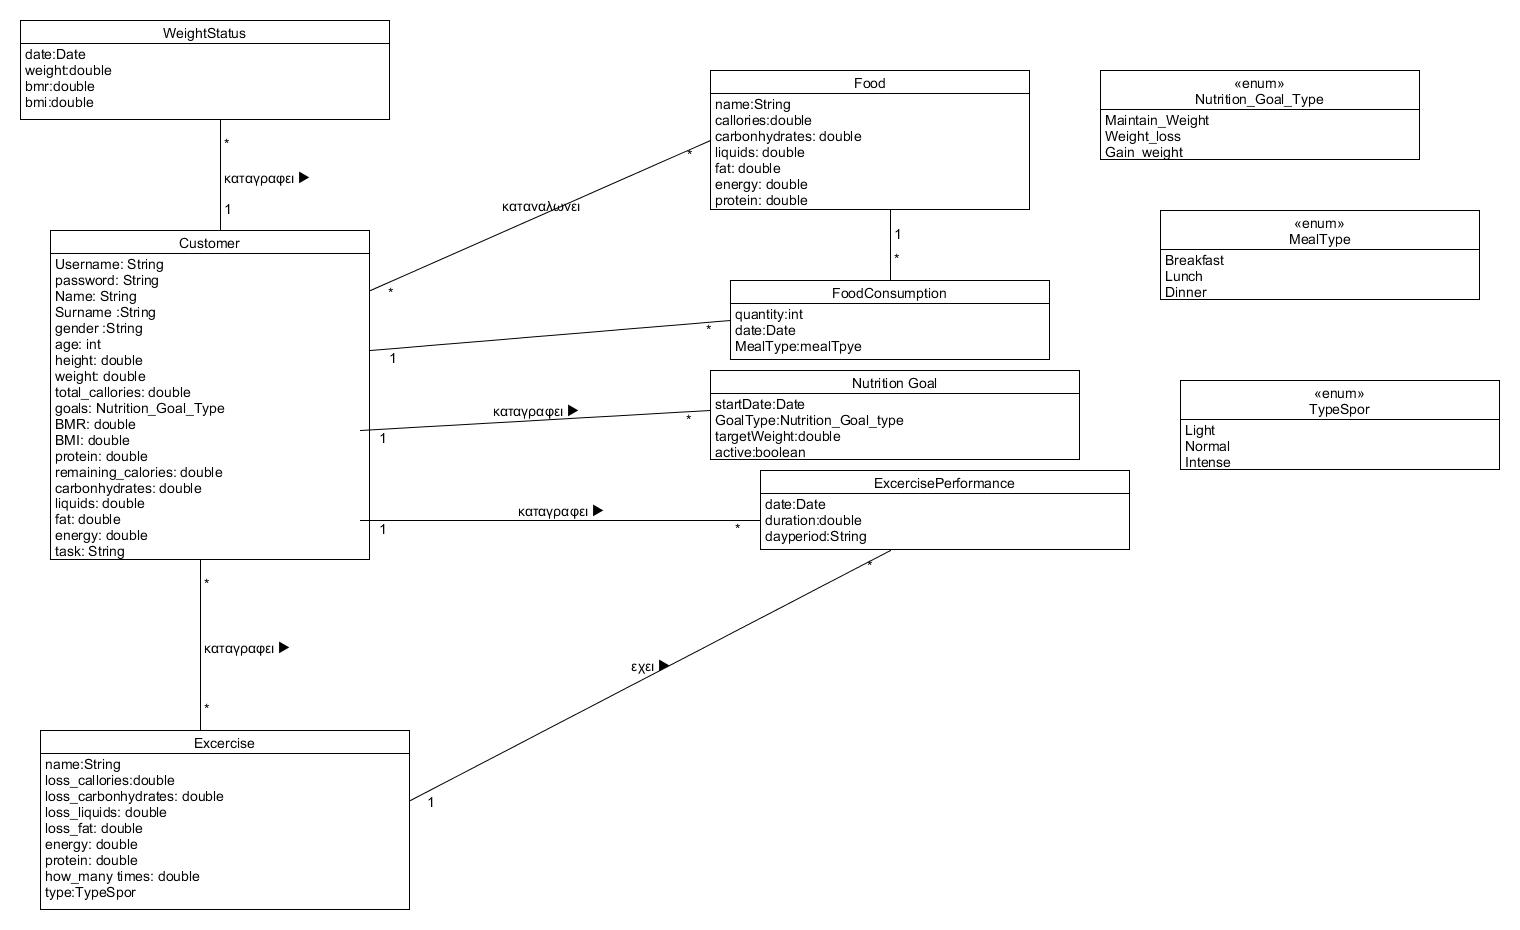 WeightStatus
date:Date
weight:double
bmr:double
bmi:double
*
καταγραφει ▶
1
Customer
Username: String
password: String
Name: String
Surname :String
gender :String
age: int
height: double
weight: double
total_callories: double
goals: Nutrition_Goal_Type
BMR: double
BMI: double
protein: double
remaining_calories: double
carbonhydrates: double
liquids: double
fat: double
energy: double
task: String
*
καταγραφει ▶
*
Excercise
name:String
loss_callories:double
loss_carbonhydrates: double
loss_liquids: double
loss_fat: double
energy: double
protein: double
how_many times: double
type:TypeSpor
*
καταναλωνει
*
1
*
1
καταγραφει ▶
*
1
καταγραφει ▶
*
*
εχει ▶
1
Food
name:String
callories:double
carbonhydrates: double
liquids: double
fat: double
energy: double
protein: double
1
*
FoodConsumption
quantity:int
date:Date
MealType:mealTpye
Nutrition Goal
startDate:Date
GoalType:Nutrition_Goal_type
targetWeight:double
active:boolean
ExcercisePerformance
date:Date
duration:double
dayperiod:String
«enum»
Nutrition_Goal_Type
Maintain_Weight
Weight_loss
Gain_weight
«enum»
MealType
Breakfast
Lunch
Dinner
«enum»
TypeSpor
Light
Normal
Intense